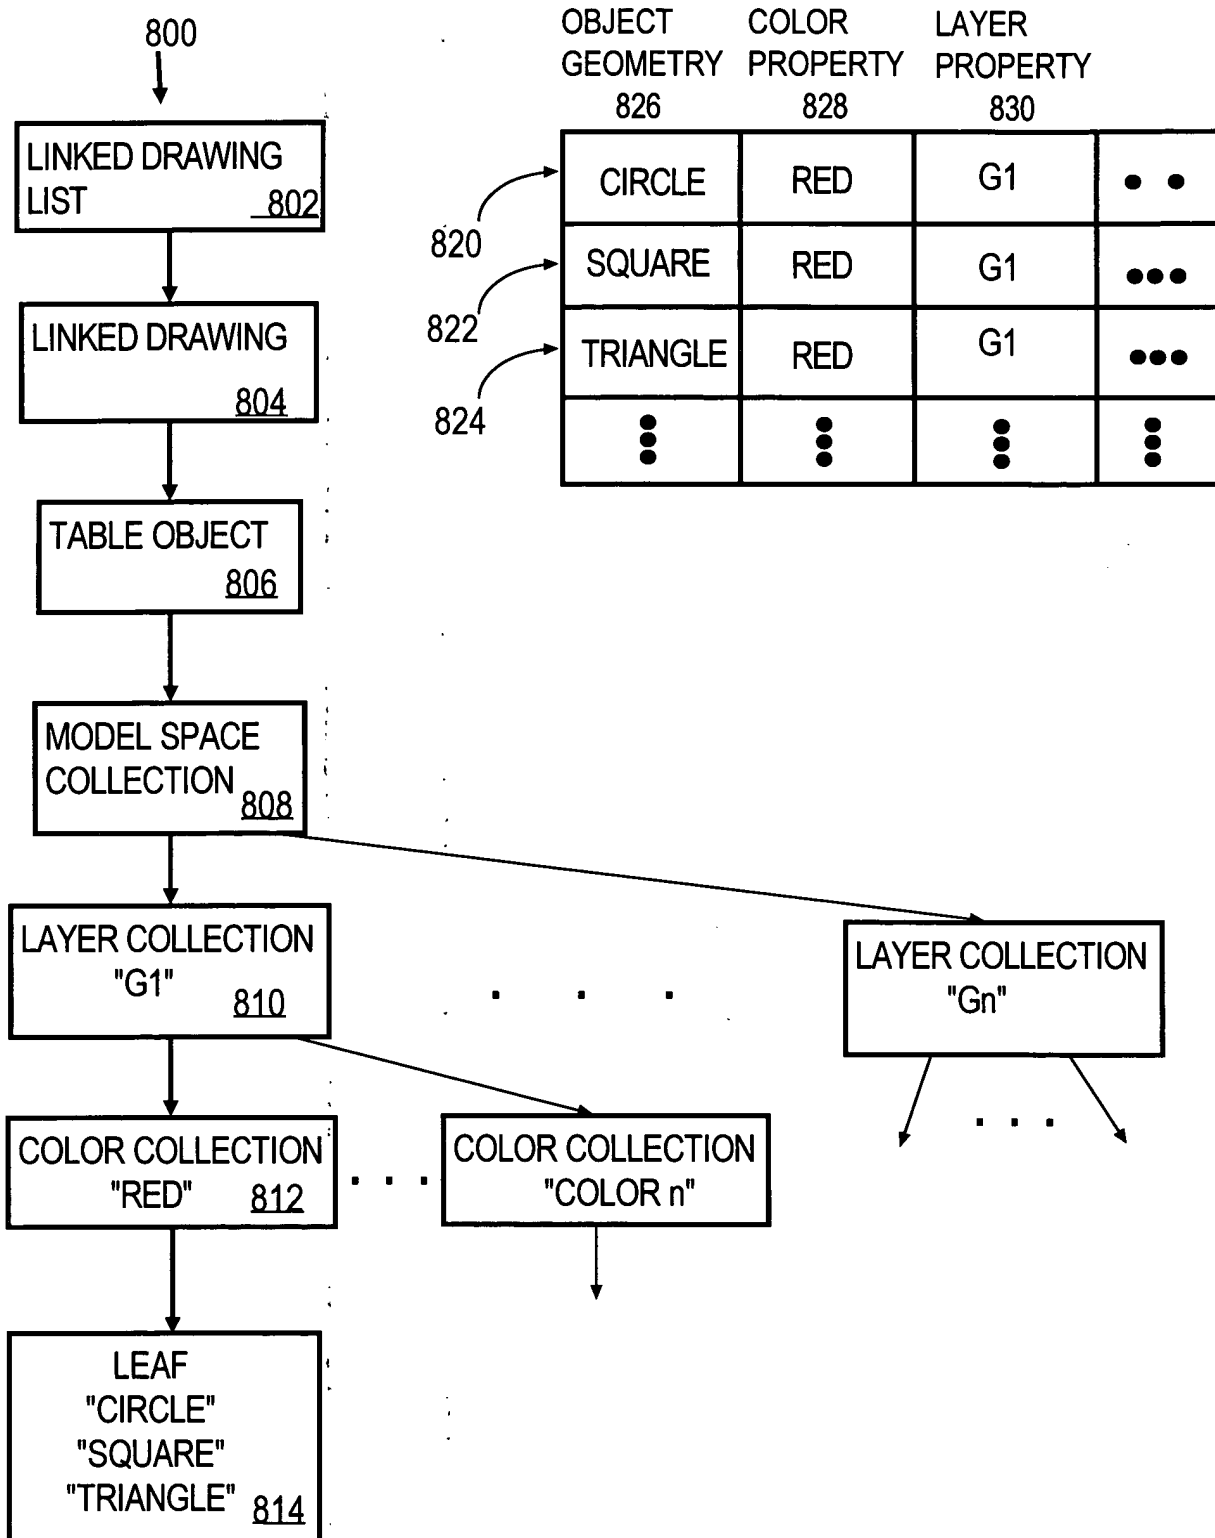 800
OBJECT GEOMETRY 826
COLOR PROPERTY 828
LAYER PROPERTY 830
LINKED DRAWING
LIST 802
CIRCLE RED G1
820
SQUARE RED G1
822
TRIANGLE RED G1
824
LINKED DRAWING
804
TABLE OBJECT
806
MODEL SPACE
COLLECTION 808
LAYER COLLECTION
"G1" 810
LAYER COLLECTION
"Gn"
COLOR COLLECTION
"RED" 812
COLOR COLLECTION
"COLOR n"
LEAF
"CIRCLE"
"SQUARE"
"TRIANGLE"
814